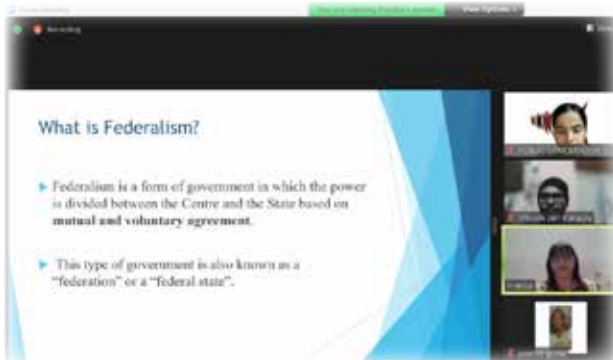 View Options
Recording
What is Federalism?
Federalism is a form of government in which the power
is divided between the Centre and the State based on
mutual and voluntary agreement.
This type of government is also known as a
"federation" or a "federal state".